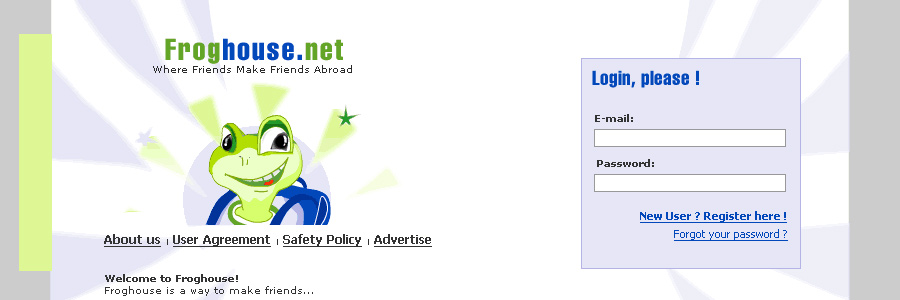 Froghouse.net
Where Friends Make Friends Abroad
Login, please !
E-mail:
Password:
New User ? Register here !
Forgot your password ?
About us | User Agreement | Safety Policy | Advertise
Welcome to Froghouse!
Froghouse is a way to make friends...